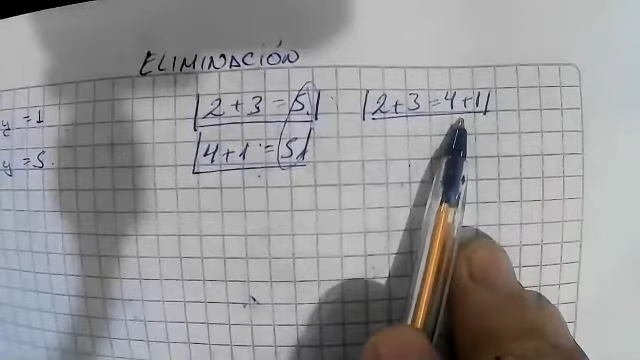 ELIMINACIÓN
y = 1
2 + 3 = 5
2 + 3 = 4 + 1
y = 5
4 + 1 = 5